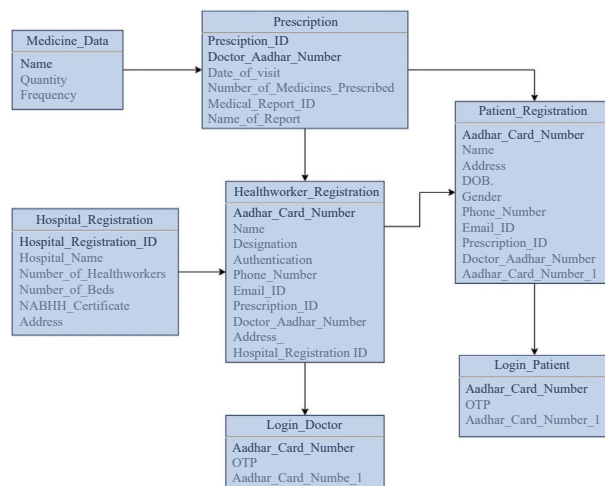 Prescription
Presciption_ID
Doctor_Aadhar_Number
Date_of_visit
Number_of_Medicines_Prescribed
Medical_Report_ID
Name_of_Report
Medicine_Data
Name
Quantity
Frequency
Patient_Registration
Aadhar_Card_Number
Name
Address
DOB.
Gender
Phone_Number
Email_ID
Prescription_ID
Doctor_Aadhar_Number
Aadhar_Card_Number_1
Healthworker_Registration
Aadhar_Card_Number
Name
Designation
Authentication
Phone_Number
Email_ID
Prescription_ID
Doctor_Aadhar_Number
Address_
Hospital_Registration ID
Hospital_Registration
Hospital_Registration_ID
Hospital_Name
Number_of_Healthworkers
Number_of_Beds
NABHH_Certificate
Address
Login_Patient
Aadhar_Card_Number
OTP
Aadhar_Card_Number_1
Login_Doctor
Aadhar_Card_Number
OTP
Aadhar_Card_Numbe_1